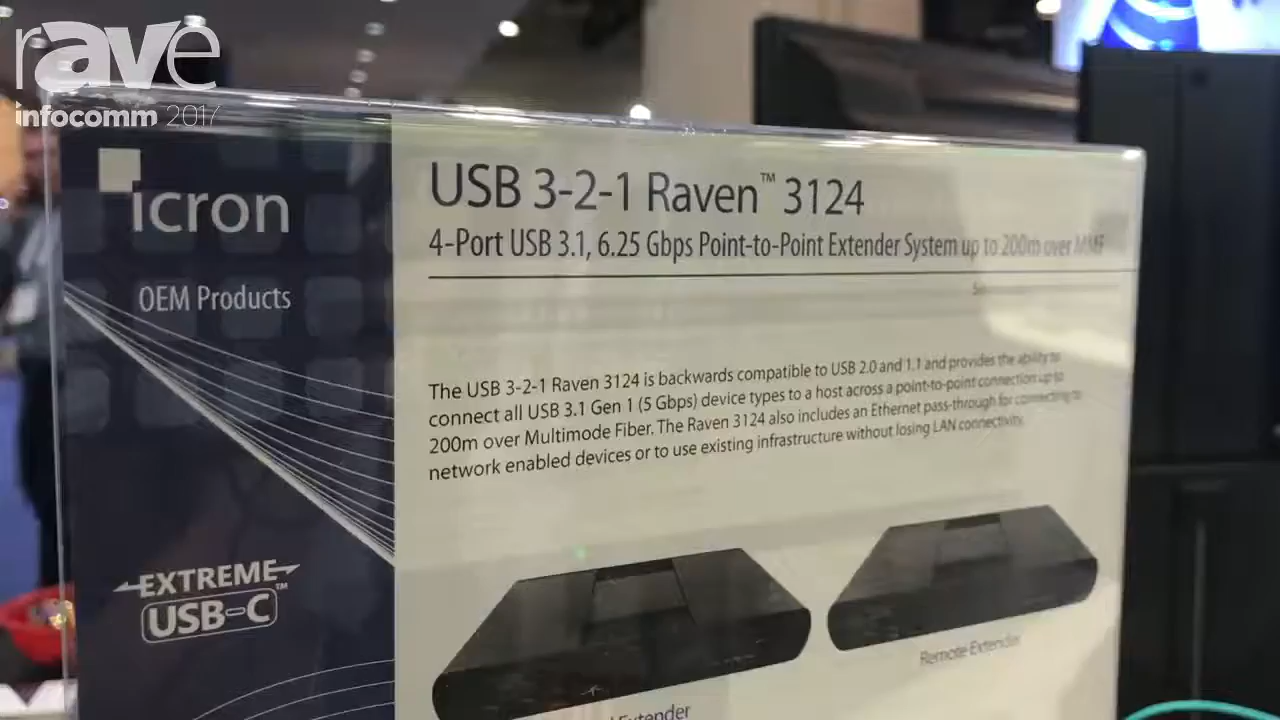 rAVe
infocomm 2017
icron
OEM Products
EXTREME™
USB-C
USB 3-2-1 Raven™ 3124
4-Port USB 3.1, 6.25 Gbps Point-to-Point Extender System up to 200m over MMF
The USB 3-2-1 Raven 3124 is backwards compatible to USB 2.0 and 1.1 and provides the ability to
connect all USB 3.1 Gen 1 (5 Gbps) device types to a host across a point-to-point connection up to
200m over Multimode Fiber. The Raven 3124 also includes an Ethernet pass-through for connecting to
network enabled devices or to use existing infrastructure without losing LAN connectivity.
Remote Extender
Extender